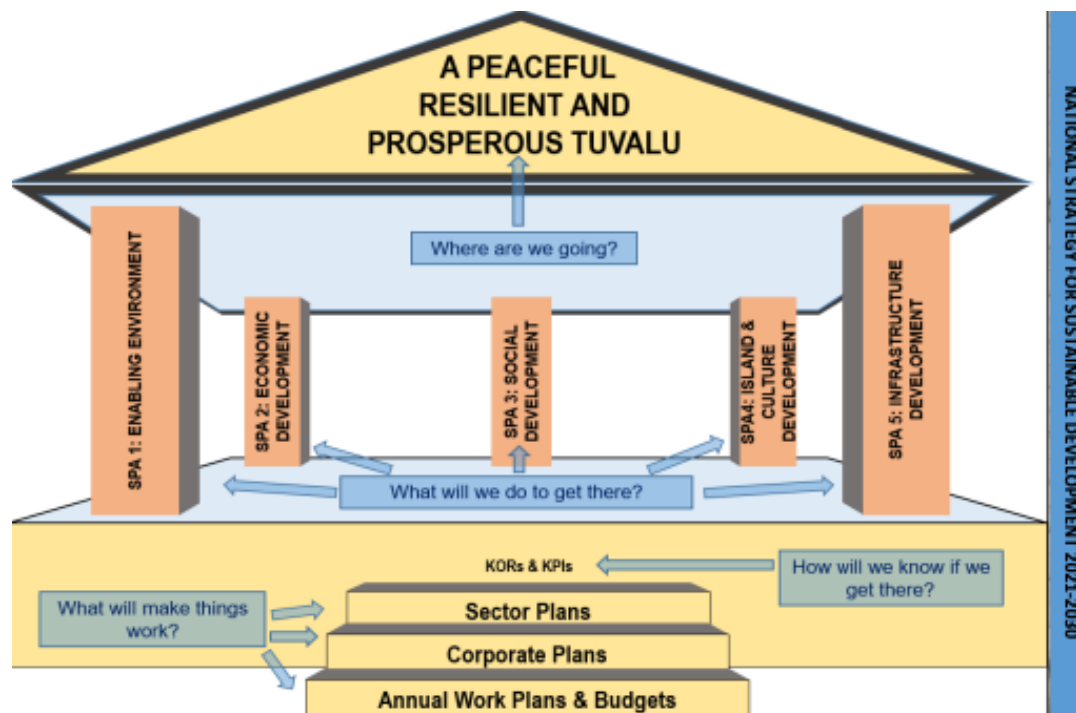 A PEACEFUL
RESILIENT AND
PROSPEROUS TUVALU
Where are we going?
SPA 1: ENABLING ENVIRONMENT
SPA 2: ECONOMIC
DEVELOPMENT
SPA 3: SOCIAL
DEVELOPMENT
SPA4: ISLAND &
CULTURE
DEVELOPMENT
SPA 5: INFRASTRUCTURE
DEVELOPMENT
What will we do to get there?
KORs & KPIs
How will we know if we
get there?
What will make things
work?
Sector Plans
Corporate Plans
Annual Work Plans & Budgets
NATIONAL STRATEGY FOR SUSTAINABLE DEVELOPMENT 2021-2030